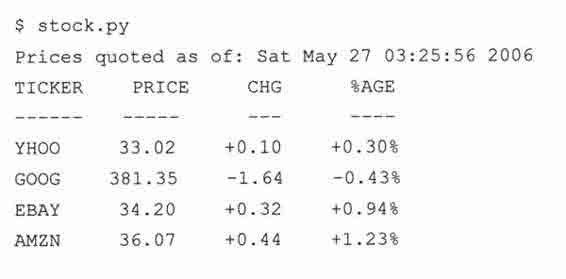 $ stock.py
Prices quoted as of: Sat May 27 03:25:56 2006
TICKER PRICE CHG %AGE
------ ----- --- ----
YHOO 33.02 +0.10 +0.30%
GOOG 381.35 -1.64 -0.43%
EBAY 34.20 +0.32 +0.94%
AMZN 36.07 +0.44 +1.23%